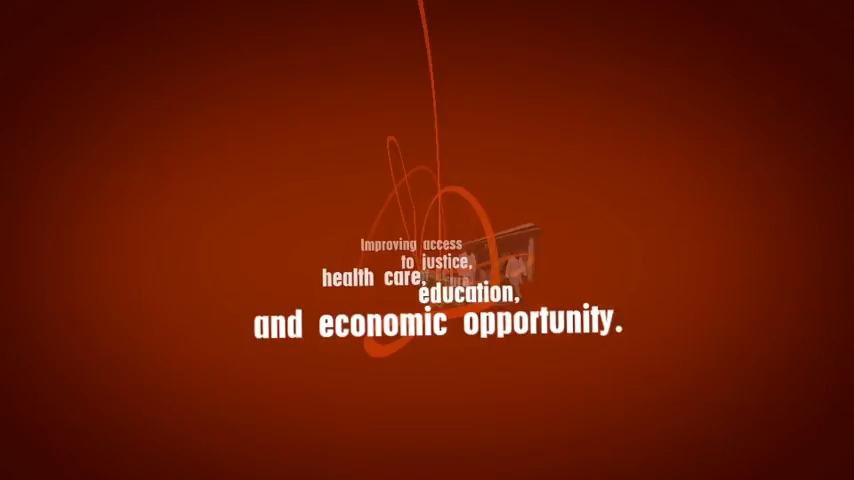 Improving access
to justice,
health care,
education,
and economic opportunity.